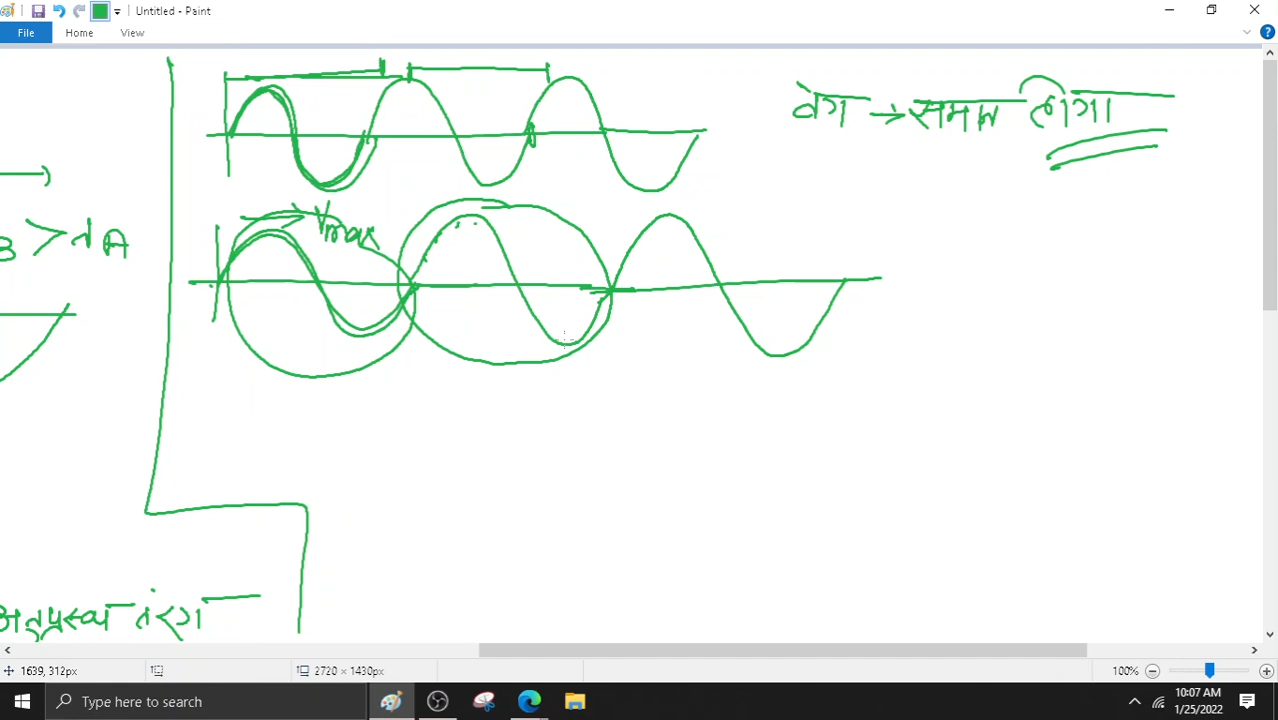 Untitled - Paint
File Home View
वेग → समान होगा
Vmax
B > VA
अनुप्रस्थ तरंग
1639, 312px
2720 × 1430px
100%
Type here to search
10:07 AM
1/25/2022